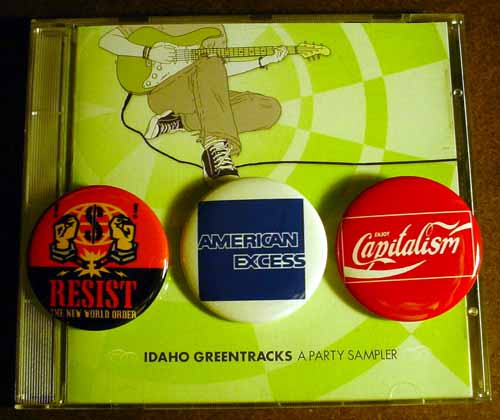 ! $ !
RESIST
THE NEW WORLD ORDER
AMERICAN
EXCESS
ENJOY
Capitalism
IDAHO GREENTRACKS A PARTY SAMPLER